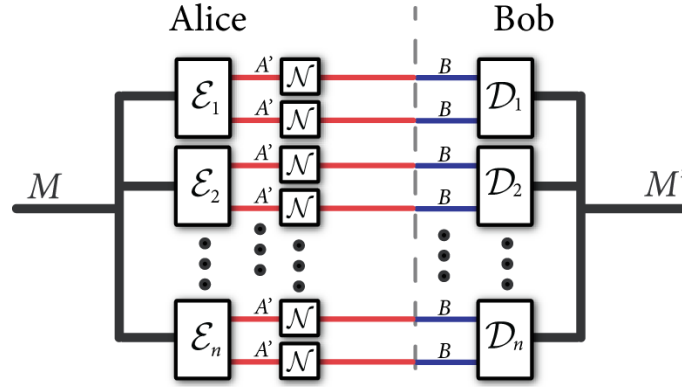 Alice Bob
A' 𝒩 B
ℰ1 𝒟1
A' 𝒩 B
A' 𝒩 B
M ℰ2 𝒟2 M'
A' 𝒩 B
A' 𝒩 B
ℰn 𝒟n
A' 𝒩 B